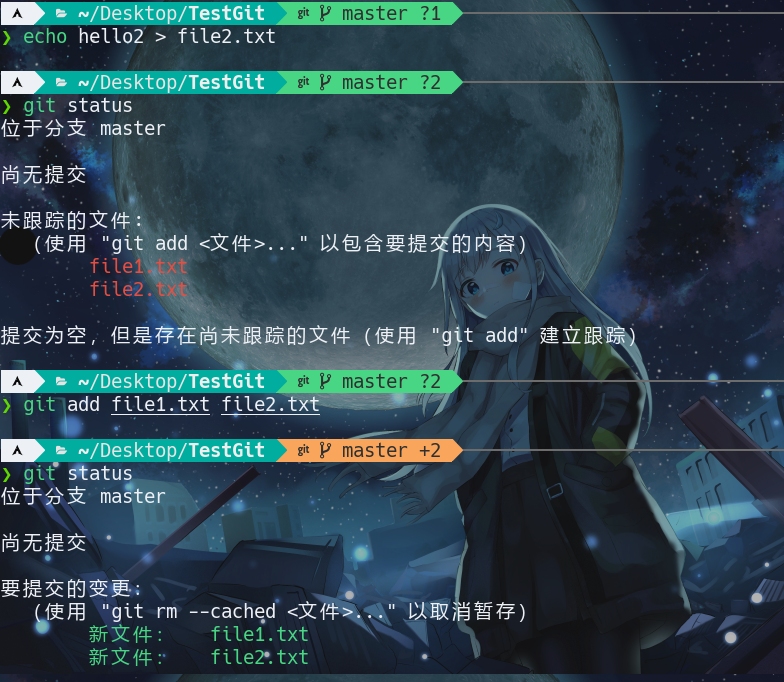 ~/Desktop/TestGit git master ?1
❯ echo hello2 > file2.txt
~/Desktop/TestGit git master ?2
❯ git status
位于分支 master
尚无提交
未跟踪的文件:
(使用 "git add <文件>..." 以包含要提交的内容)
file1.txt
file2.txt
提交为空，但是存在尚未跟踪的文件（使用 "git add" 建立跟踪）
~/Desktop/TestGit git master ?2
❯ git add file1.txt file2.txt
~/Desktop/TestGit git master +2
❯ git status
位于分支 master
尚无提交
要提交的变更:
(使用 "git rm --cached <文件>..." 以取消暂存)
新文件： file1.txt
新文件： file2.txt